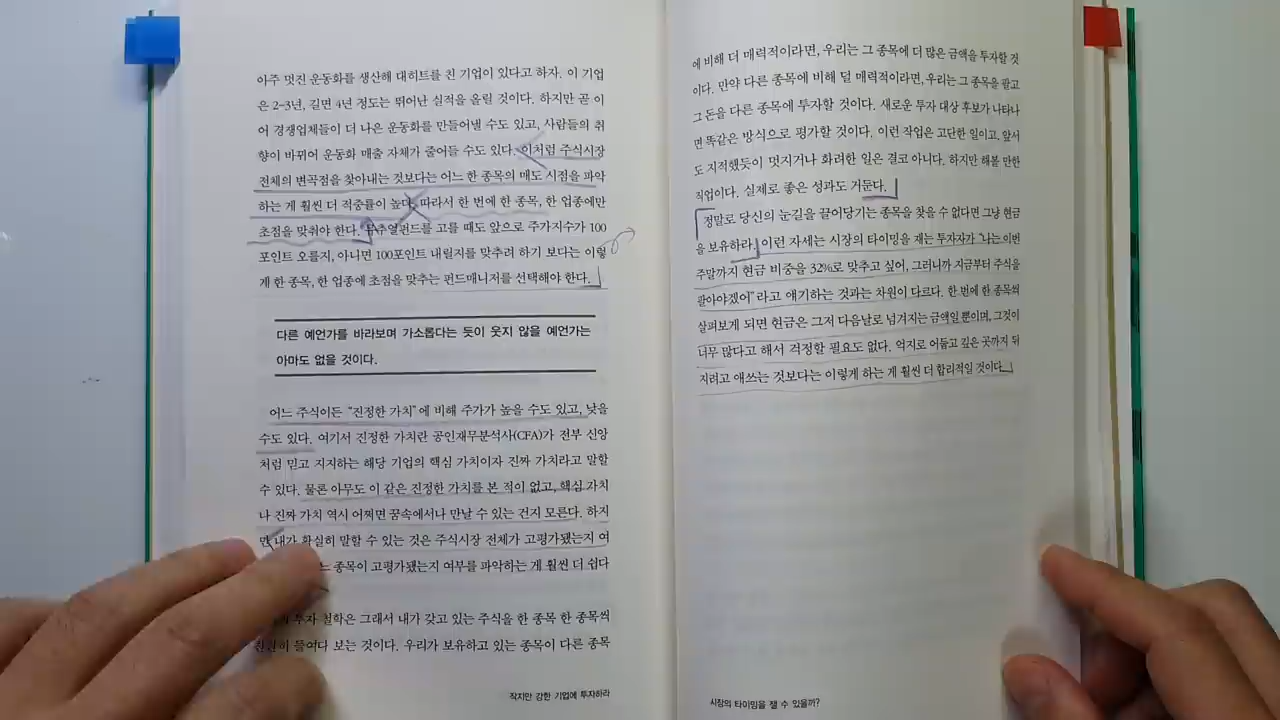 아주 멋진 운동화를 생산해 대히트를 친 기업이 있다고 하자. 이 기업
은 2~3년, 길면 4년 정도는 뛰어난 실적을 올릴 것이다. 하지만 곧 이
어 경쟁업체들이 더 나은 운동화를 만들어낼 수도 있고, 사람들의 취
향이 바뀌어 운동화 매출 자체가 줄어들 수도 있다. 이처럼 주식시장
전체의 변곡점을 찾아내는 것보다는 어느 한 종목의 매도 시점을 파악
하는 게 훨씬 더 적중률이 높다. 따라서 한 번에 한 종목, 한 업종에만
초점을 맞춰야 한다. 뮤추얼펀드를 고를 때도 앞으로 주가지수가 100
포인트 오를지, 아니면 100포인트 내릴지를 맞추려 하기 보다는 이렇
게 한 종목, 한 업종에 초점을 맞추는 펀드매니저를 선택해야 한다.
다른 예언가를 바라보며 가소롭다는 듯이 웃지 않을 예언가는
아마도 없을 것이다.
어느 주식이든 “진정한 가치”에 비해 주가가 높을 수도 있고, 낮을
수도 있다. 여기서 진정한 가치란 공인재무분석사(CFA)가 전부 신앙
처럼 믿고 지지하는 해당 기업의 핵심 가치이자 진짜 가치라고 말할
수 있다. 물론 아무도 이 같은 진정한 가치를 본 적이 없고, 핵심 가치
나 진짜 가치 역시 어쩌면 꿈속에서나 만날 수 있는 건지 모른다. 하지
만 내가 확실히 말할 수 있는 것은 주식시장 전체가 고평가됐는지 여
느 종목이 고평가됐는지 여부를 파악하는 게 훨씬 더 쉽다
투자 철학은 그래서 내가 갖고 있는 주식을 한 종목 한 종목씩
찬찬히 들여다 보는 것이다. 우리가 보유하고 있는 종목이 다른 종목
작지만 강한 기업에 투자하라
에 비해 더 매력적이라면, 우리는 그 종목에 더 많은 금액을 투자할 것
이다. 만약 다른 종목에 비해 덜 매력적이라면, 우리는 그 종목을 팔고
그 돈을 다른 종목에 투자할 것이다. 새로운 투자 대상 후보가 나타나
면 똑같은 방식으로 평가할 것이다. 이런 작업은 고단한 일이고, 앞서
도 지적했듯이 멋지거나 화려한 일은 결코 아니다. 하지만 해볼 만한
직업이다. 실제로 좋은 성과도 거둔다.
정말로 당신의 눈길을 끌어당기는 종목을 찾을 수 없다면 그냥 현금
을 보유하라. 이런 자세는 시장의 타이밍을 재는 투자자가 “나는 이번
주말까지 현금 비중을 32%로 맞추고 싶어, 그러니까 지금부터 주식을
팔아야겠어”라고 얘기하는 것과는 차원이 다르다. 한 번에 한 종목씩
살펴보게 되면 현금은 그저 다음날로 넘겨지는 금액일 뿐이며, 그것이
너무 많다고 해서 걱정할 필요도 없다. 억지로 어둡고 깊은 곳까지 뒤
지려고 애쓰는 것보다는 이렇게 하는 게 훨씬 더 합리적일 것이다.
시장의 타이밍을 잴 수 있을까?